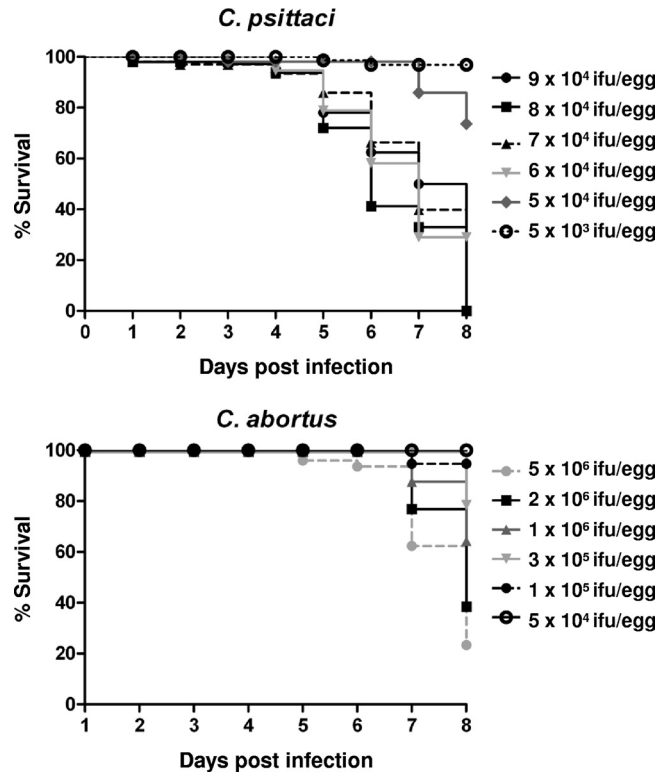 C. psittaci
100
80
60
40
20
0
% Survival
0 1 2 3 4 5 6 7 8
Days post infection
9 x 10⁴ ifu/egg
8 x 10⁴ ifu/egg
7 x 10⁴ ifu/egg
6 x 10⁴ ifu/egg
5 x 10⁴ ifu/egg
5 x 10³ ifu/egg
C. abortus
100
80
60
40
20
0
% Survival
1 2 3 4 5 6 7 8
Days post infection
5 x 10⁶ ifu/egg
2 x 10⁶ ifu/egg
1 x 10⁶ ifu/egg
3 x 10⁵ ifu/egg
1 x 10⁵ ifu/egg
5 x 10⁴ ifu/egg